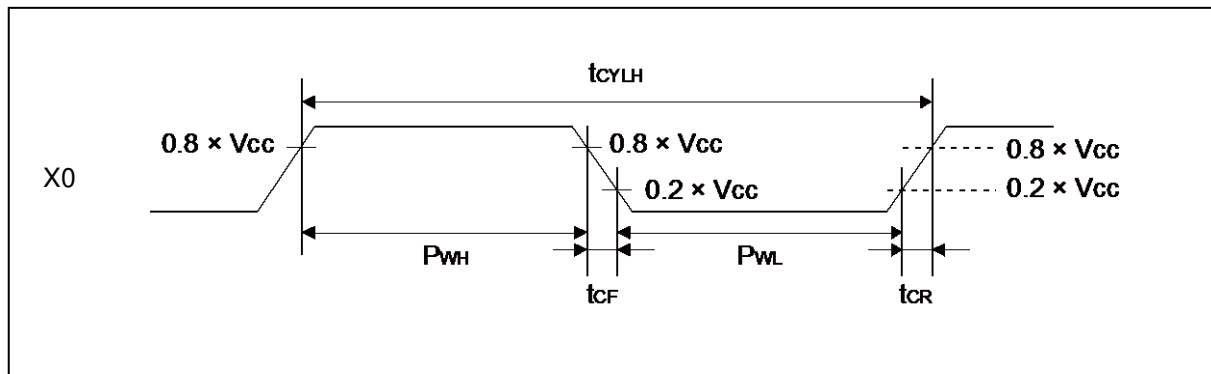 tCYLH
0.8 × VCC
0.8 × VCC
0.8 × VCC
X0
0.2 × VCC
0.2 × VCC
PWH
PWL
tCF
tCR